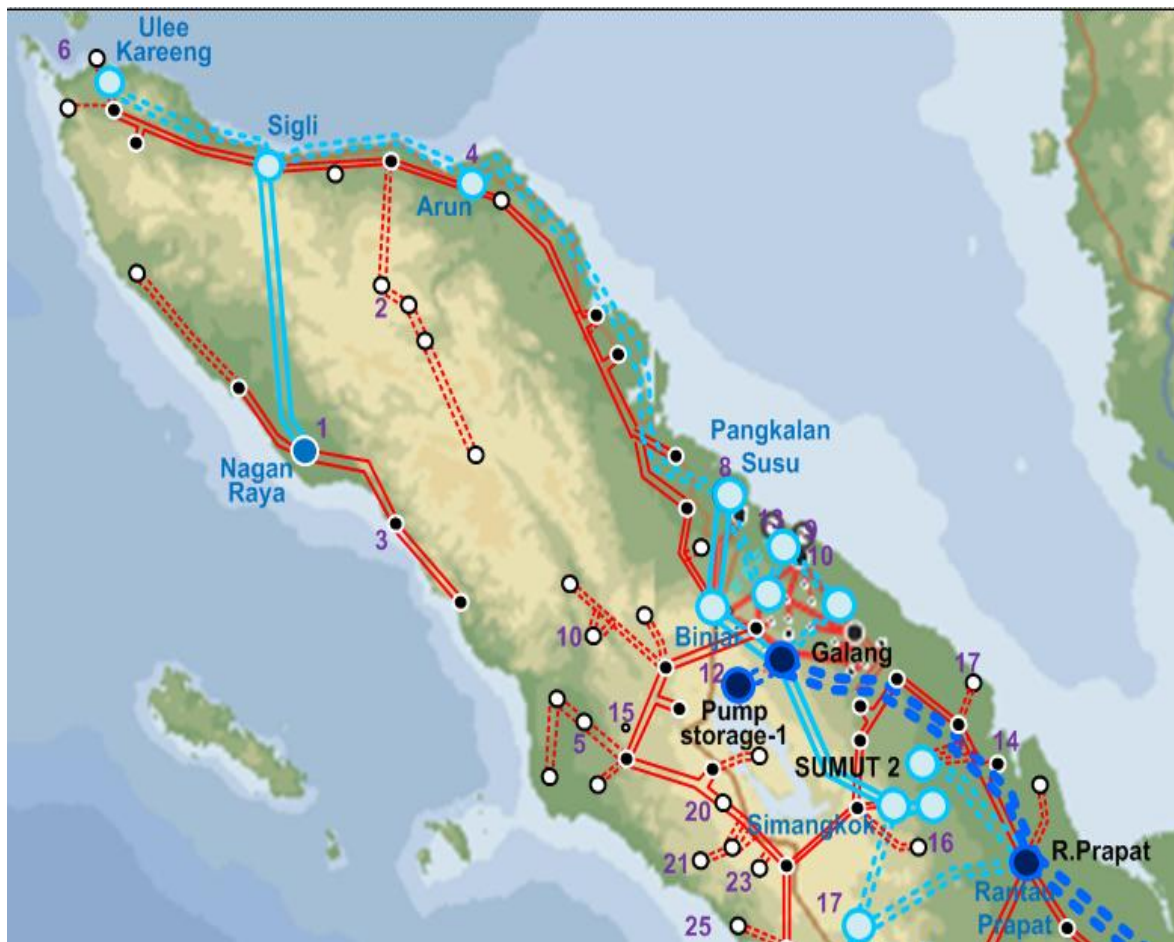 6
Ulee
Kareeng
Sigli
4
Arun
2
1
Nagan
Raya
3
Pangkalan
Susu
8
9
10
10
Binjai
Galang
12
17
15
Pump
storage-1
5
14
SUMUT 2
20
Simangkok
16
R.Prapat
21
23
Rantau
Prapat
17
25